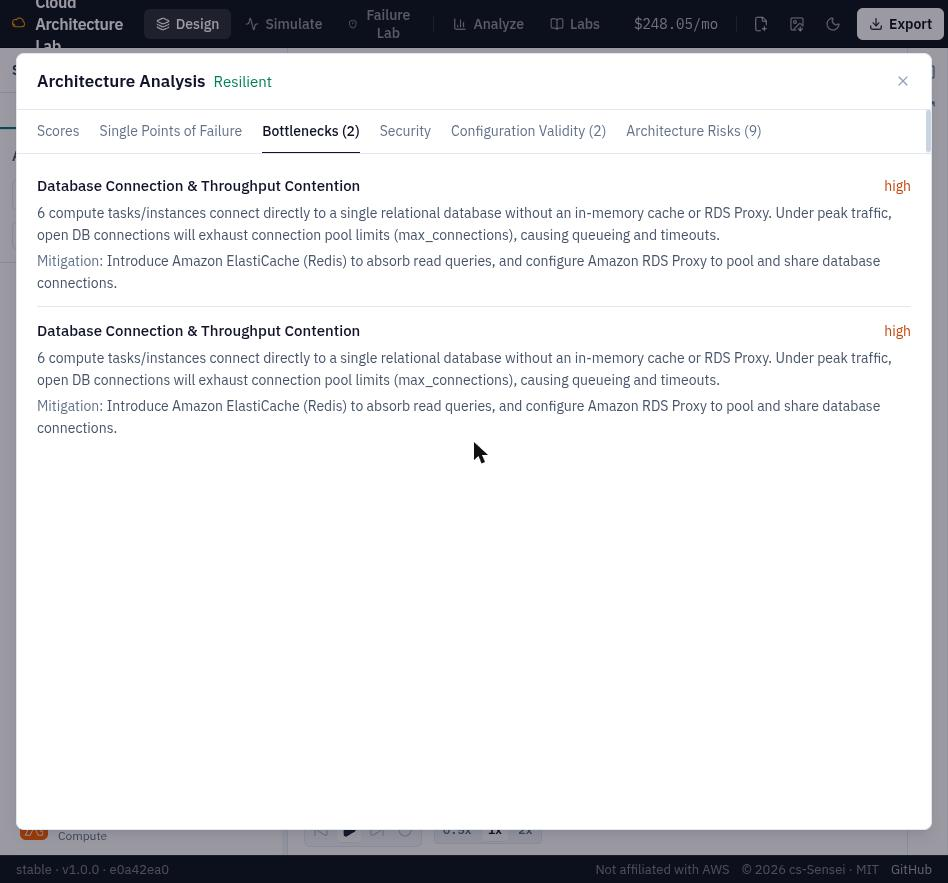 Cloud
Architecture
Lab
Design
Simulate
Failure
Lab
Analyze
Labs
$248.05/mo
Export
Architecture Analysis Resilient
Scores Single Points of Failure Bottlenecks (2) Security Configuration Validity (2) Architecture Risks (9)
Database Connection & Throughput Contention high
6 compute tasks/instances connect directly to a single relational database without an in-memory cache or RDS Proxy. Under peak traffic,
open DB connections will exhaust connection pool limits (max_connections), causing queueing and timeouts.
Mitigation: Introduce Amazon ElastiCache (Redis) to absorb read queries, and configure Amazon RDS Proxy to pool and share database
connections.
Database Connection & Throughput Contention high
6 compute tasks/instances connect directly to a single relational database without an in-memory cache or RDS Proxy. Under peak traffic,
open DB connections will exhaust connection pool limits (max_connections), causing queueing and timeouts.
Mitigation: Introduce Amazon ElastiCache (Redis) to absorb read queries, and configure Amazon RDS Proxy to pool and share database
connections.
Compute
0.5x 1x 2x
stable · v1.0.0 · e0a42ea0 Not affiliated with AWS © 2026 cs-Sensei · MIT GitHub